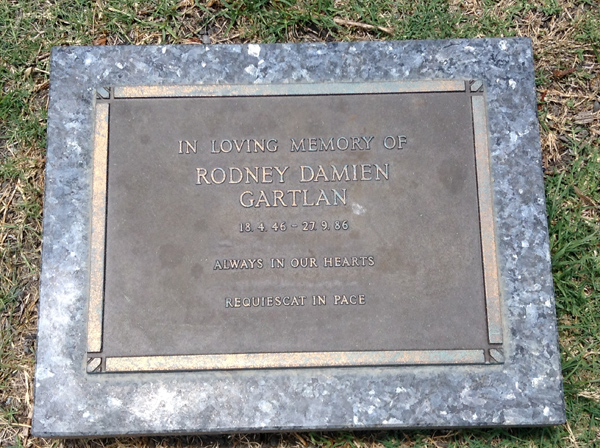 IN LOVING MEMORY OF
RODNEY DAMIEN
GARTLAN
18. 4. 46 - 27. 9. 86
ALWAYS IN OUR HEARTS
REQUIESCAT IN PACE